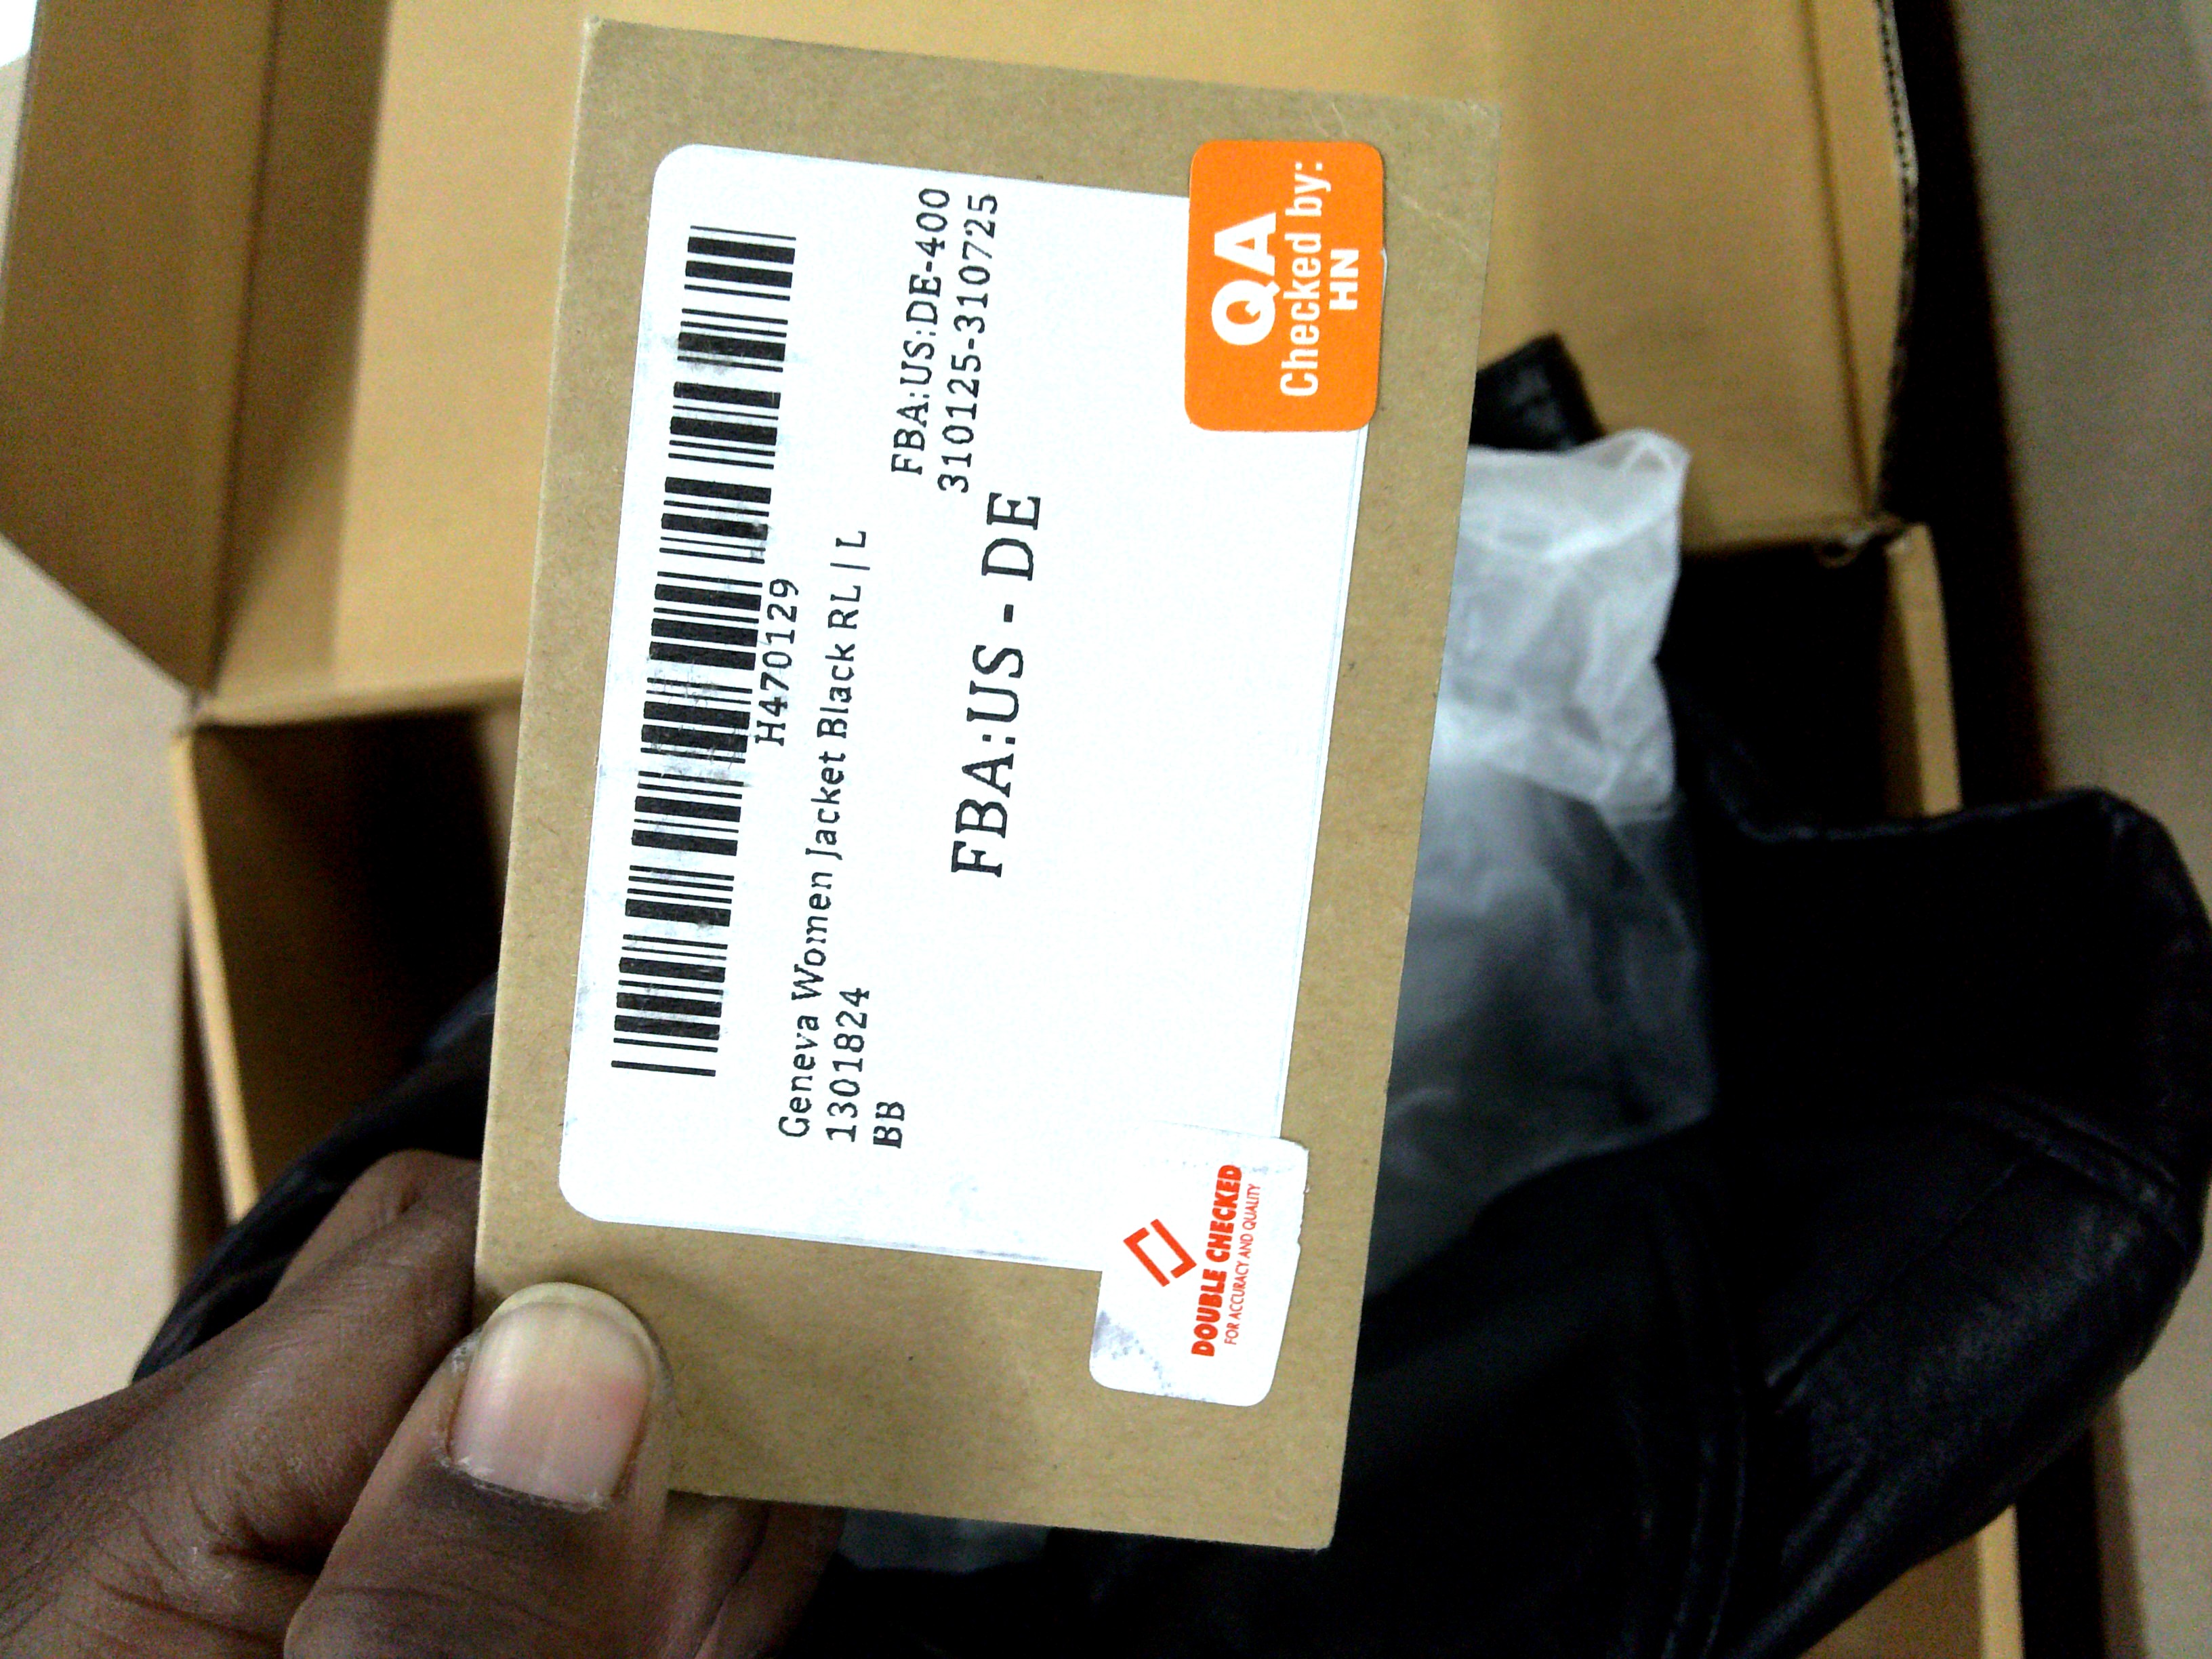 H470129
Geneva Women Jacket Black RL | L
1301824
BB
FBA:US:DE-400
310125-310725
FBA:US - DE
DOUBLE CHECKED
FOR ACCURACY AND QUALITY
QA
Checked by:
HN